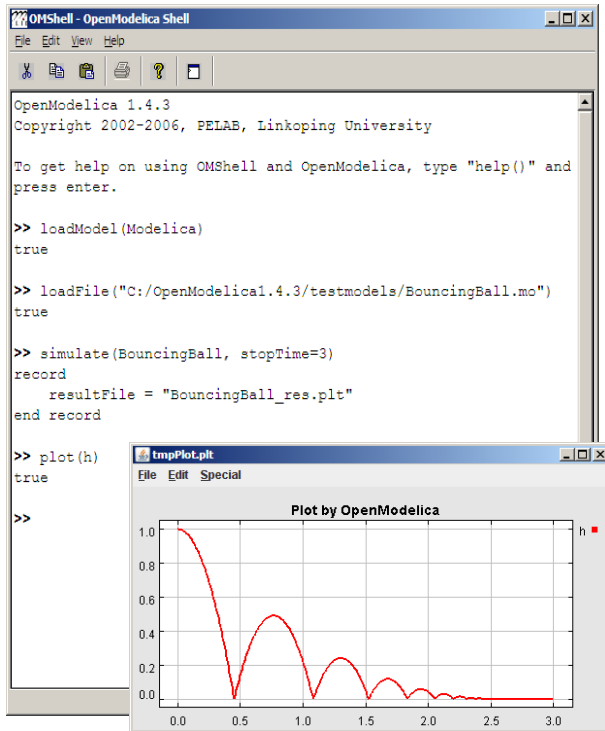 OMShell - OpenModelica Shell
File Edit View Help
OpenModelica 1.4.3
Copyright 2002-2006, PELAB, Linkoping University
To get help on using OMShell and OpenModelica, type "help()" and
press enter.
>> loadModel(Modelica)
true
>> loadFile("C:/OpenModelica1.4.3/testmodels/BouncingBall.mo")
true
>> simulate(BouncingBall, stopTime=3)
record
resultFile = "BouncingBall_res.plt"
end record
>> plot(h)
true
>>
tmpPlot.plt
File Edit Special
Plot by OpenModelica
h
1.0
0.8
0.6
0.4
0.2
0.0
0.0 0.5 1.0 1.5 2.0 2.5 3.0